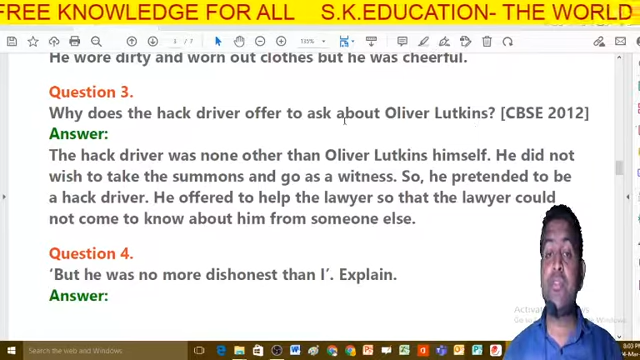 FREE KNOWLEDGE FOR ALL S.K.EDUCATION- THE WORLD
1 / 7
He wore dirty and worn out clothes but he was cheerful.
Question 3.
Why does the hack driver offer to ask about Oliver Lutkins? [CBSE 2012]
Answer:
The hack driver was none other than Oliver Lutkins himself. He did not
wish to take the summons and go as a witness. So, he pretended to be
a hack driver. He offered to help the lawyer so that the lawyer could
not come to know about him from someone else.
Question 4.
‘But he was no more dishonest than I’. Explain.
Answer:
Search the web and Windows